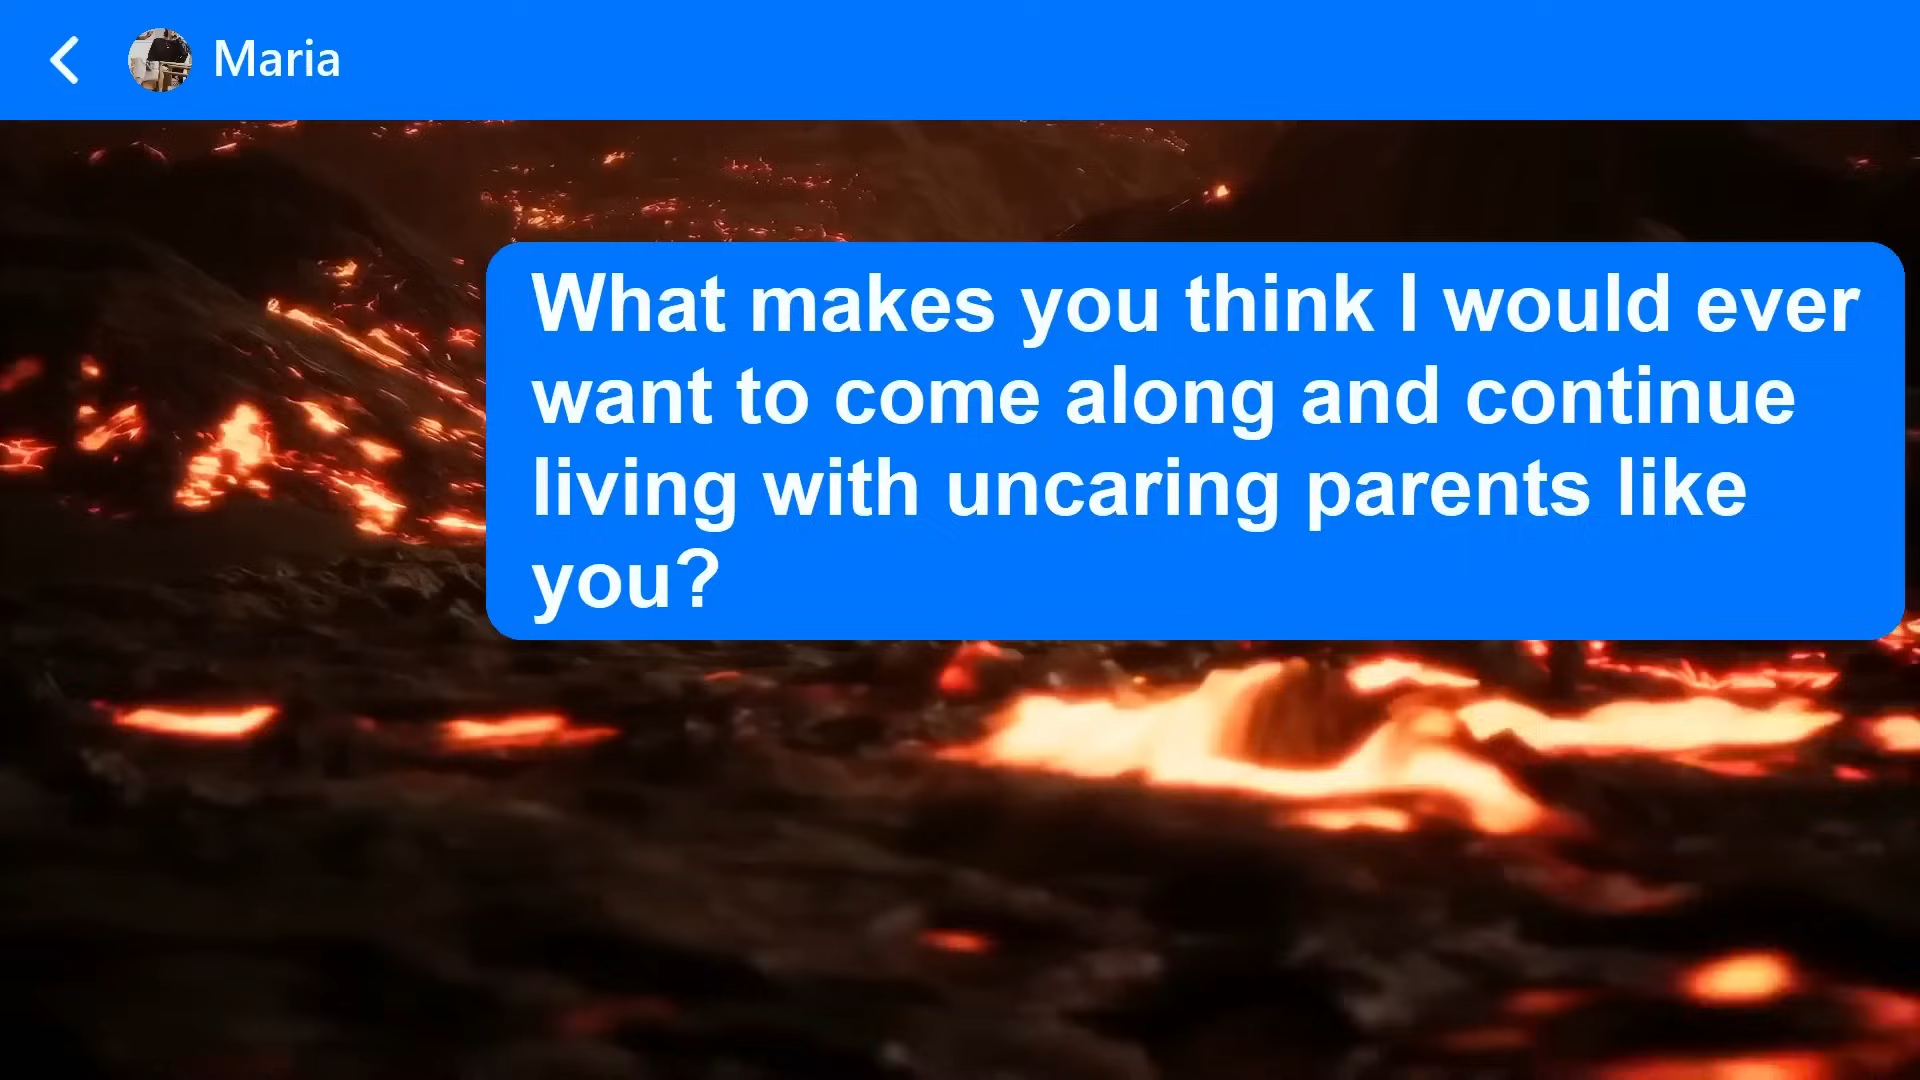 Maria
What makes you think I would ever
want to come along and continue
living with uncaring parents like
you?